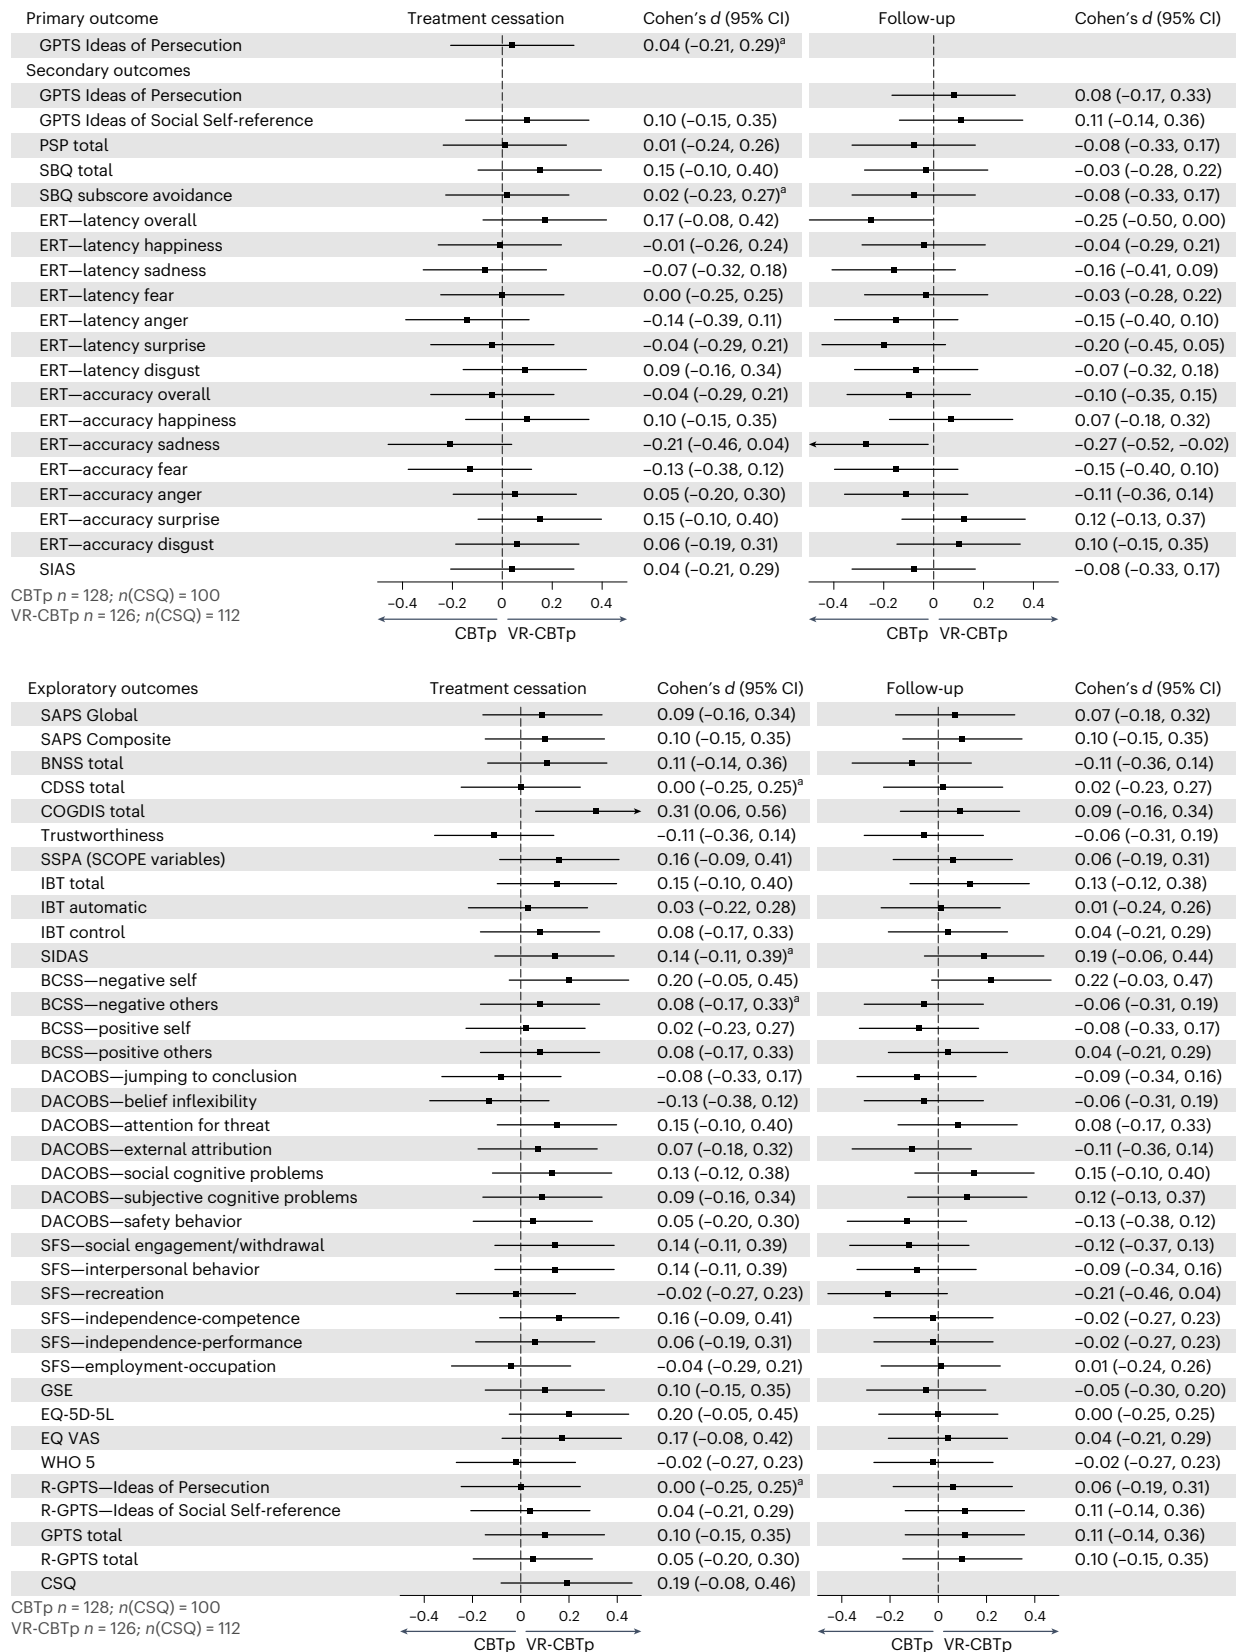 Primary outcome Treatment cessation Cohen's d (95% CI) Follow-up Cohen's d (95% CI)
GPTS Ideas of Persecution 0.04 (–0.21, 0.29)a
Secondary outcomes
GPTS Ideas of Persecution 0.08 (–0.17, 0.33)
GPTS Ideas of Social Self-reference 0.10 (–0.15, 0.35) 0.11 (–0.14, 0.36)
PSP total 0.01 (–0.24, 0.26) –0.08 (–0.33, 0.17)
SBQ total 0.15 (–0.10, 0.40) –0.03 (–0.28, 0.22)
SBQ subscore avoidance 0.02 (–0.23, 0.27)a –0.08 (–0.33, 0.17)
ERT—latency overall 0.17 (–0.08, 0.42) –0.25 (–0.50, 0.00)
ERT—latency happiness –0.01 (–0.26, 0.24) –0.04 (–0.29, 0.21)
ERT—latency sadness –0.07 (–0.32, 0.18) –0.16 (–0.41, 0.09)
ERT—latency fear 0.00 (–0.25, 0.25) –0.03 (–0.28, 0.22)
ERT—latency anger –0.14 (–0.39, 0.11) –0.15 (–0.40, 0.10)
ERT—latency surprise –0.04 (–0.29, 0.21) –0.20 (–0.45, 0.05)
ERT—latency disgust 0.09 (–0.16, 0.34) –0.07 (–0.32, 0.18)
ERT—accuracy overall –0.04 (–0.29, 0.21) –0.10 (–0.35, 0.15)
ERT—accuracy happiness 0.10 (–0.15, 0.35) 0.07 (–0.18, 0.32)
ERT—accuracy sadness –0.21 (–0.46, 0.04) –0.27 (–0.52, –0.02)
ERT—accuracy fear –0.13 (–0.38, 0.12) –0.15 (–0.40, 0.10)
ERT—accuracy anger 0.05 (–0.20, 0.30) –0.11 (–0.36, 0.14)
ERT—accuracy surprise 0.15 (–0.10, 0.40) 0.12 (–0.13, 0.37)
ERT—accuracy disgust 0.06 (–0.19, 0.31) 0.10 (–0.15, 0.35)
SIAS 0.04 (–0.21, 0.29) –0.08 (–0.33, 0.17)
CBTp n = 128; n(CSQ) = 100 –0.4 –0.2 0 0.2 0.4 –0.4 –0.2 0 0.2 0.4
VR-CBTp n = 126; n(CSQ) = 112
CBTp VR-CBTp CBTp VR-CBTp
Exploratory outcomes Treatment cessation Cohen's d (95% CI) Follow-up Cohen's d (95% CI)
SAPS Global 0.09 (–0.16, 0.34) 0.07 (–0.18, 0.32)
SAPS Composite 0.10 (–0.15, 0.35) 0.10 (–0.15, 0.35)
BNSS total 0.11 (–0.14, 0.36) –0.11 (–0.36, 0.14)
CDSS total 0.00 (–0.25, 0.25)a 0.02 (–0.23, 0.27)
COGDIS total 0.31 (0.06, 0.56) 0.09 (–0.16, 0.34)
Trustworthiness –0.11 (–0.36, 0.14) –0.06 (–0.31, 0.19)
SSPA (SCOPE variables) 0.16 (–0.09, 0.41) 0.06 (–0.19, 0.31)
IBT total 0.15 (–0.10, 0.40) 0.13 (–0.12, 0.38)
IBT automatic 0.03 (–0.22, 0.28) 0.01 (–0.24, 0.26)
IBT control 0.08 (–0.17, 0.33) 0.04 (–0.21, 0.29)
SIDAS 0.14 (–0.11, 0.39)a 0.19 (–0.06, 0.44)
BCSS—negative self 0.20 (–0.05, 0.45) 0.22 (–0.03, 0.47)
BCSS—negative others 0.08 (–0.17, 0.33)a –0.06 (–0.31, 0.19)
BCSS—positive self 0.02 (–0.23, 0.27) –0.08 (–0.33, 0.17)
BCSS—positive others 0.08 (–0.17, 0.33) 0.04 (–0.21, 0.29)
DACOBS—jumping to conclusion –0.08 (–0.33, 0.17) –0.09 (–0.34, 0.16)
DACOBS—belief inflexibility –0.13 (–0.38, 0.12) –0.06 (–0.31, 0.19)
DACOBS—attention for threat 0.15 (–0.10, 0.40) 0.08 (–0.17, 0.33)
DACOBS—external attribution 0.07 (–0.18, 0.32) –0.11 (–0.36, 0.14)
DACOBS—social cognitive problems 0.13 (–0.12, 0.38) 0.15 (–0.10, 0.40)
DACOBS—subjective cognitive problems 0.09 (–0.16, 0.34) 0.12 (–0.13, 0.37)
DACOBS—safety behavior 0.05 (–0.20, 0.30) –0.13 (–0.38, 0.12)
SFS—social engagement/withdrawal 0.14 (–0.11, 0.39) –0.12 (–0.37, 0.13)
SFS—interpersonal behavior 0.14 (–0.11, 0.39) –0.09 (–0.34, 0.16)
SFS—recreation –0.02 (–0.27, 0.23) –0.21 (–0.46, 0.04)
SFS—independence-competence 0.16 (–0.09, 0.41) –0.02 (–0.27, 0.23)
SFS—independence-performance 0.06 (–0.19, 0.31) –0.02 (–0.27, 0.23)
SFS—employment-occupation –0.04 (–0.29, 0.21) 0.01 (–0.24, 0.26)
GSE 0.10 (–0.15, 0.35) –0.05 (–0.30, 0.20)
EQ-5D-5L 0.20 (–0.05, 0.45) 0.00 (–0.25, 0.25)
EQ VAS 0.17 (–0.08, 0.42) 0.04 (–0.21, 0.29)
WHO 5 –0.02 (–0.27, 0.23) –0.02 (–0.27, 0.23)
R-GPTS—Ideas of Persecution 0.00 (–0.25, 0.25)a 0.06 (–0.19, 0.31)
R-GPTS—Ideas of Social Self-reference 0.04 (–0.21, 0.29) 0.11 (–0.14, 0.36)
GPTS total 0.10 (–0.15, 0.35) 0.11 (–0.14, 0.36)
R-GPTS total 0.05 (–0.20, 0.30) 0.10 (–0.15, 0.35)
CSQ 0.19 (–0.08, 0.46)
CBTp n = 128; n(CSQ) = 100 –0.4 –0.2 0 0.2 0.4 –0.4 –0.2 0 0.2 0.4
VR-CBTp n = 126; n(CSQ) = 112
CBTp VR-CBTp CBTp VR-CBTp